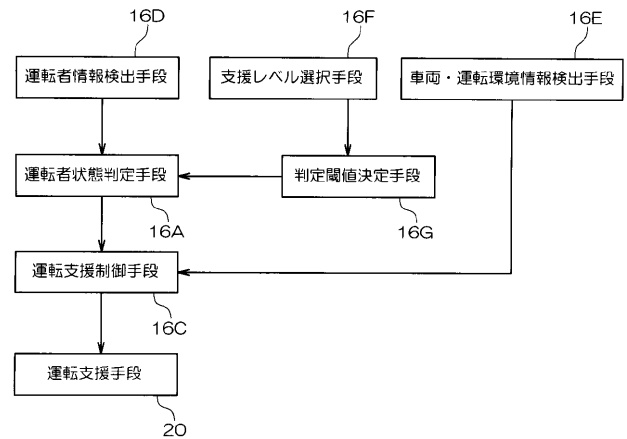 16D
16F
16E
運転者情報検出手段
支援レベル選択手段
車両・運転環境情報検出手段
運転者状態判定手段
判定閾値決定手段
16A
16G
運転支援制御手段
16C
運転支援手段
20